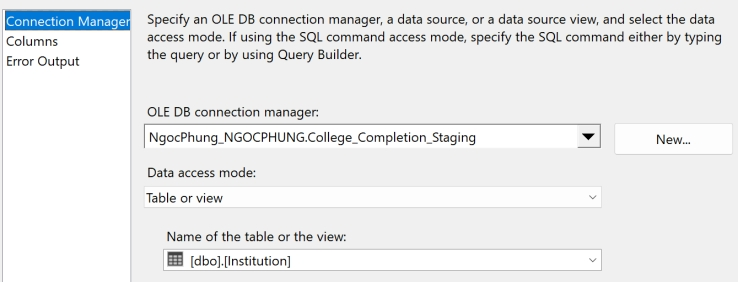 Connection Manager
Columns
Error Output
Specify an OLE DB connection manager, a data source, or a data source view, and select the data
access mode. If using the SQL command access mode, specify the SQL command either by typing
the query or by using Query Builder.
OLE DB connection manager:
NgocPhung_NGOCPHUNG.College_Completion_Staging
New...
Data access mode:
Table or view
Name of the table or the view:
[dbo].[Institution]